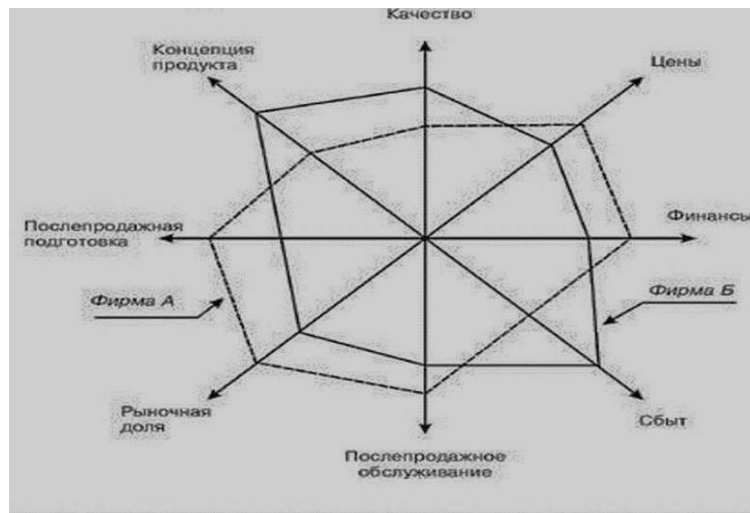 Качество
Концепция
продукта
Цены
Послепродажная
подготовка
Финансы
Фирма А
Фирма Б
Рыночная
доля
Сбыт
Послепродажное
обслуживание